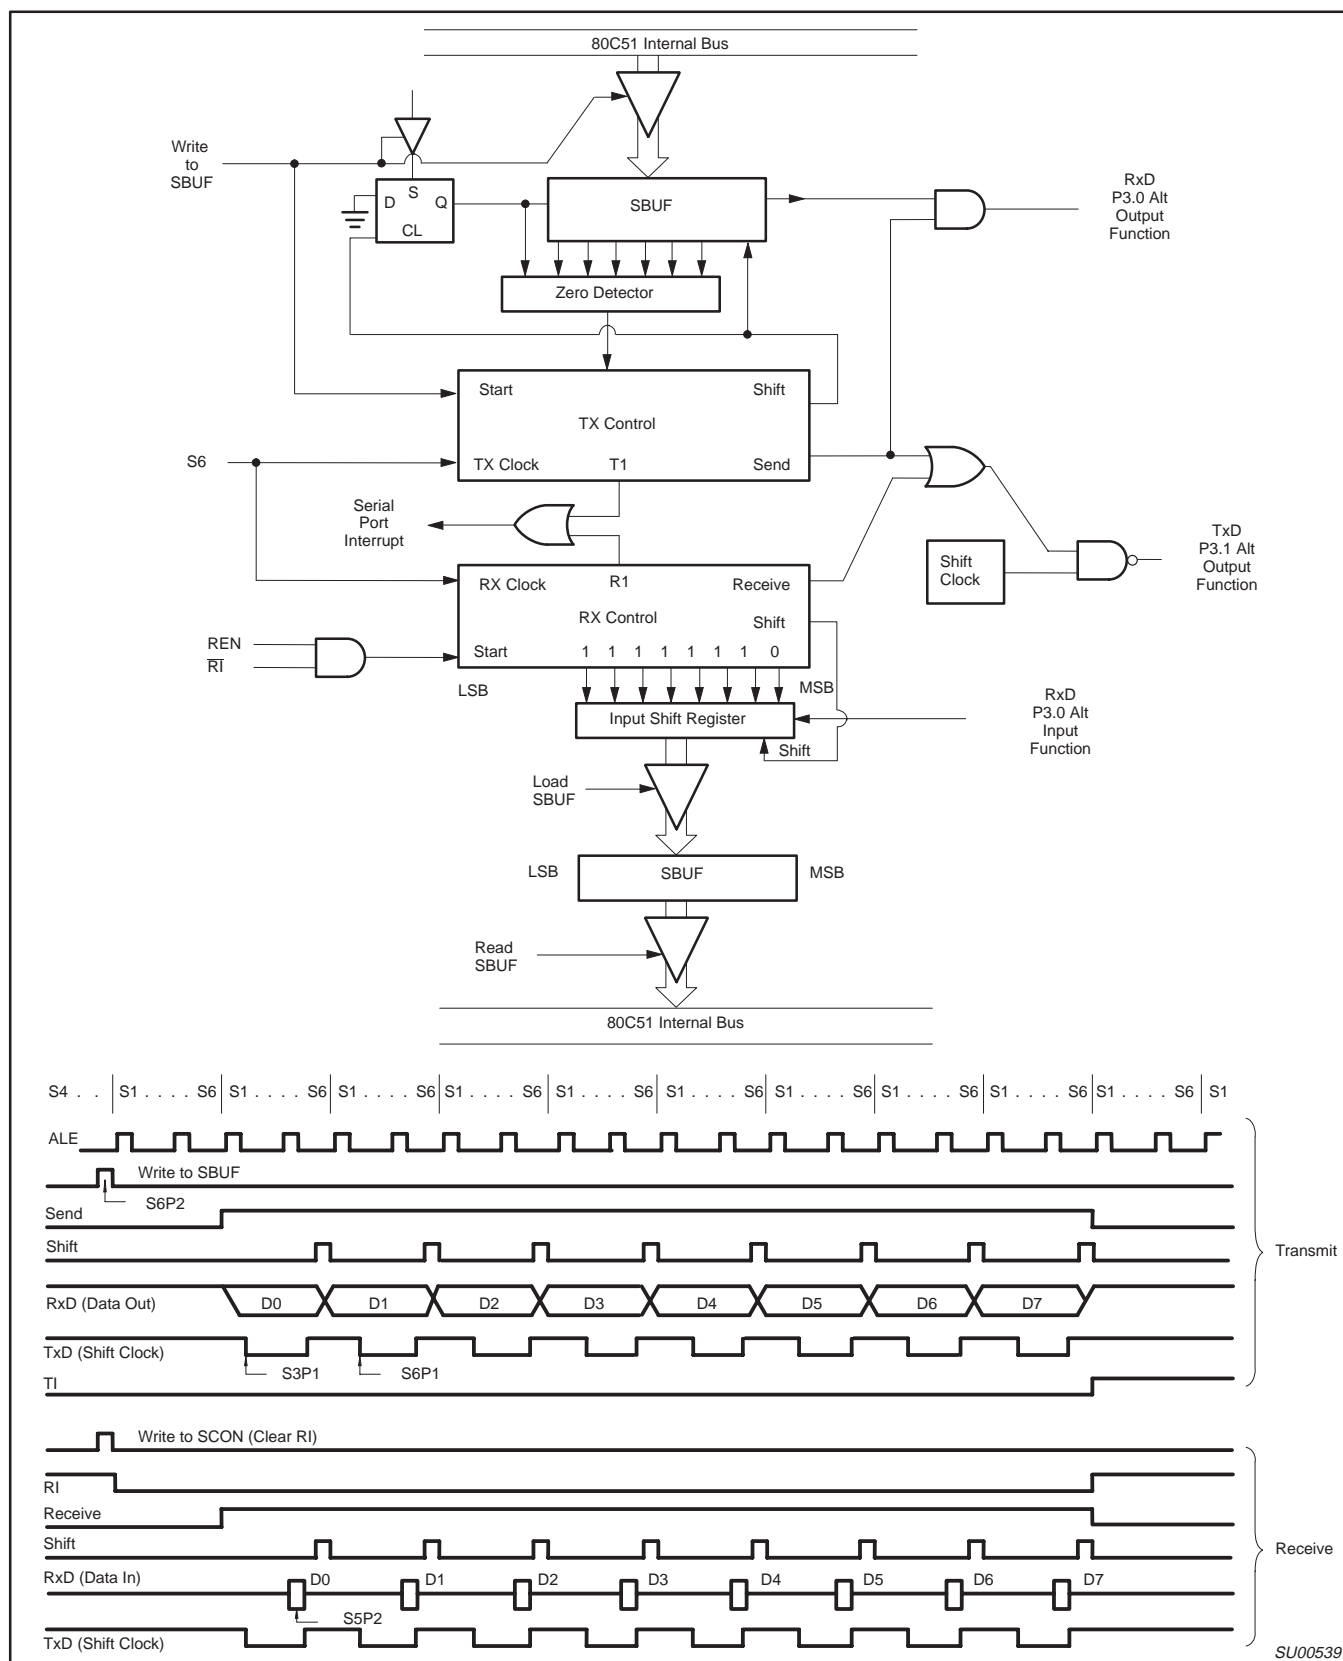 80C51 Internal Bus
Write
to
SBUF
S
D
Q
CL
SBUF
RxD
P3.0 Alt
Output
Function
Zero Detector
Start
Shift
TX Control
S6
TX Clock
T1
Send
Serial
Port
Interrupt
TxD
P3.1 Alt
Output
Function
Shift
Clock
RX Clock
R1
Receive
RX Control
Shift
REN
RI
Start
1 1 1 1 1 1 1 0
LSB
MSB
RxD
P3.0 Alt
Input
Function
Input Shift Register
Shift
Load
SBUF
LSB
SBUF
MSB
Read
SBUF
80C51 Internal Bus
S4 . . S1 . . . . S6 S1 . . . . S6 S1 . . . . S6 S1 . . . . S6 S1 . . . . S6 S1 . . . . S6 S1 . . . . S6 S1 . . . . S6 S1 . . . . S6 S1 . . . . S6 S1
ALE
Write to SBUF
S6P2
Send
Shift
Transmit
RxD (Data Out) D0 D1 D2 D3 D4 D5 D6 D7
TxD (Shift Clock)
S3P1 S6P1
TI
Write to SCON (Clear RI)
RI
Receive
Shift
Receive
RxD (Data In) D0 D1 D2 D3 D4 D5 D6 D7
S5P2
TxD (Shift Clock)
SU00539